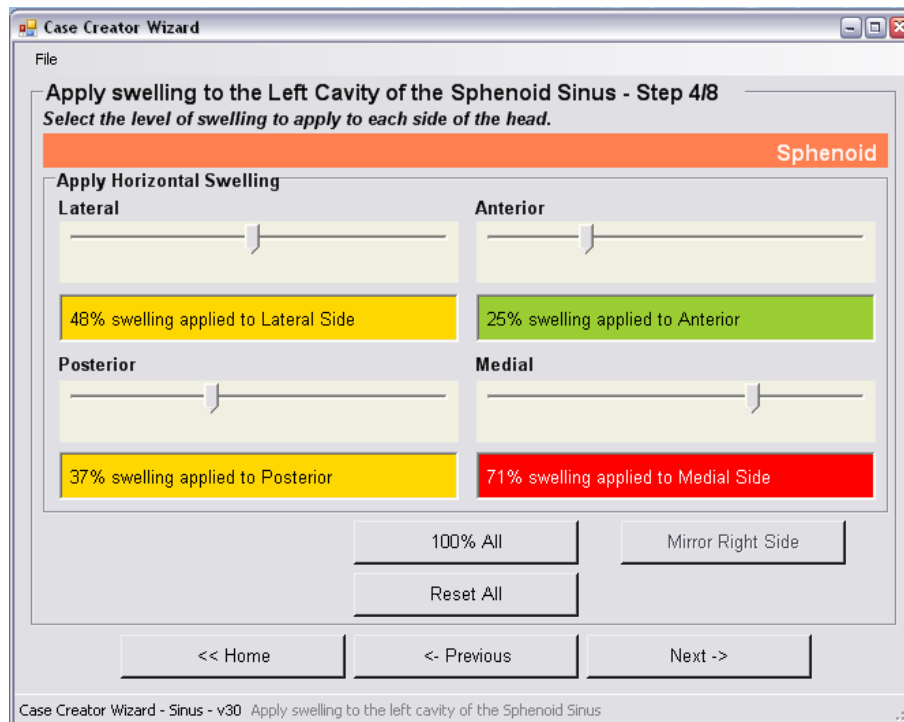 Case Creator Wizard
File
Apply swelling to the Left Cavity of the Sphenoid Sinus - Step 4/8
Select the level of swelling to apply to each side of the head.
Sphenoid
Apply Horizontal Swelling
Lateral
Anterior
48% swelling applied to Lateral Side
25% swelling applied to Anterior
Posterior
Medial
37% swelling applied to Posterior
71% swelling applied to Medial Side
100% All
Mirror Right Side
Reset All
<< Home
<- Previous
Next ->
Case Creator Wizard - Sinus - v30 Apply swelling to the left cavity of the Sphenoid Sinus